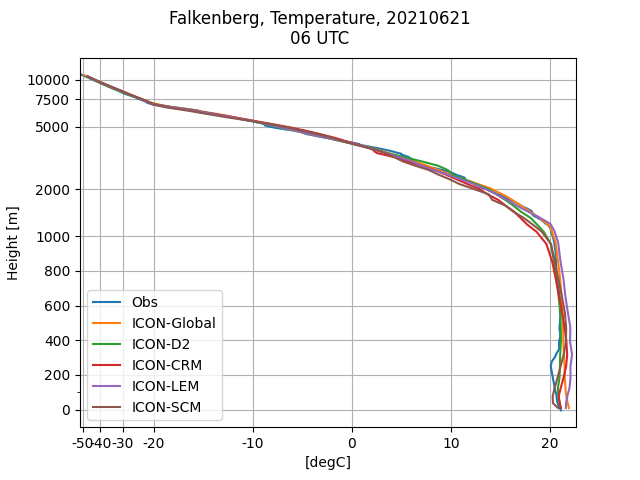 Falkenberg, Temperature, 20210621
06 UTC
Height [m]
10000
7500
5000
2000
1000
800
600
400
200
0
Obs
ICON-Global
ICON-D2
ICON-CRM
ICON-LEM
ICON-SCM
-50 -40 -30 -20 -10 0 10 20
[degC]